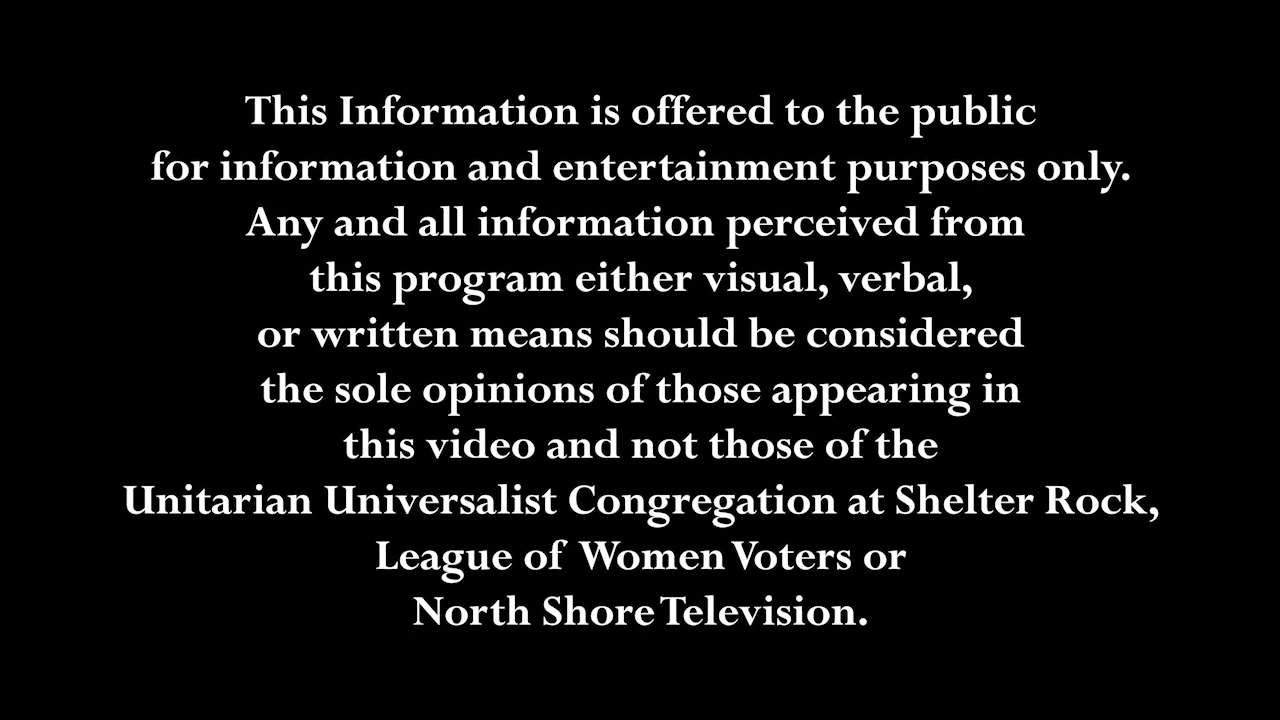 This Information is offered to the public
for information and entertainment purposes only.
Any and all information perceived from
this program either visual, verbal,
or written means should be considered
the sole opinions of those appearing in
this video and not those of the
Unitarian Universalist Congregation at Shelter Rock,
League of Women Voters or
North Shore Television.